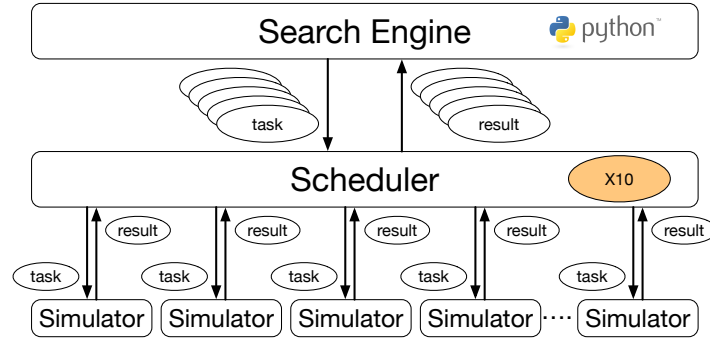 Search Engine python™
task result
Scheduler X10
result result result result result
task task task task task
Simulator Simulator Simulator Simulator ···· Simulator